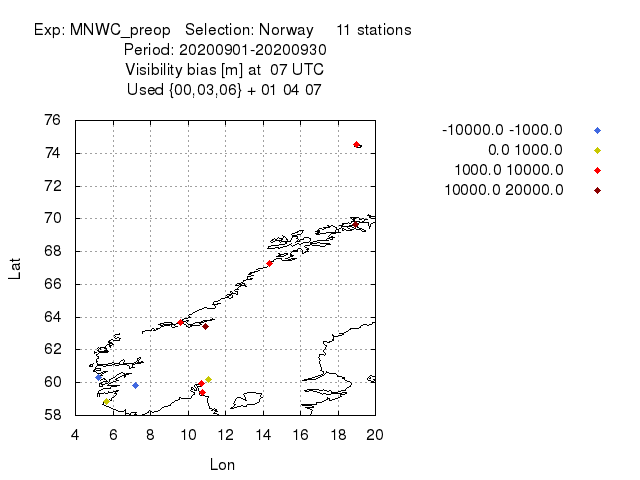 Exp: MNWC_preop Selection: Norway 11 stations
Period: 20200901-20200930
Visibility bias [m] at 07 UTC
Used {00,03,06} + 01 04 07
-10000.0 -1000.0
0.0 1000.0
1000.0 10000.0
10000.0 20000.0
76
74
72
70
68
66
64
62
60
58
Lat
4 6 8 10 12 14 16 18 20
Lon